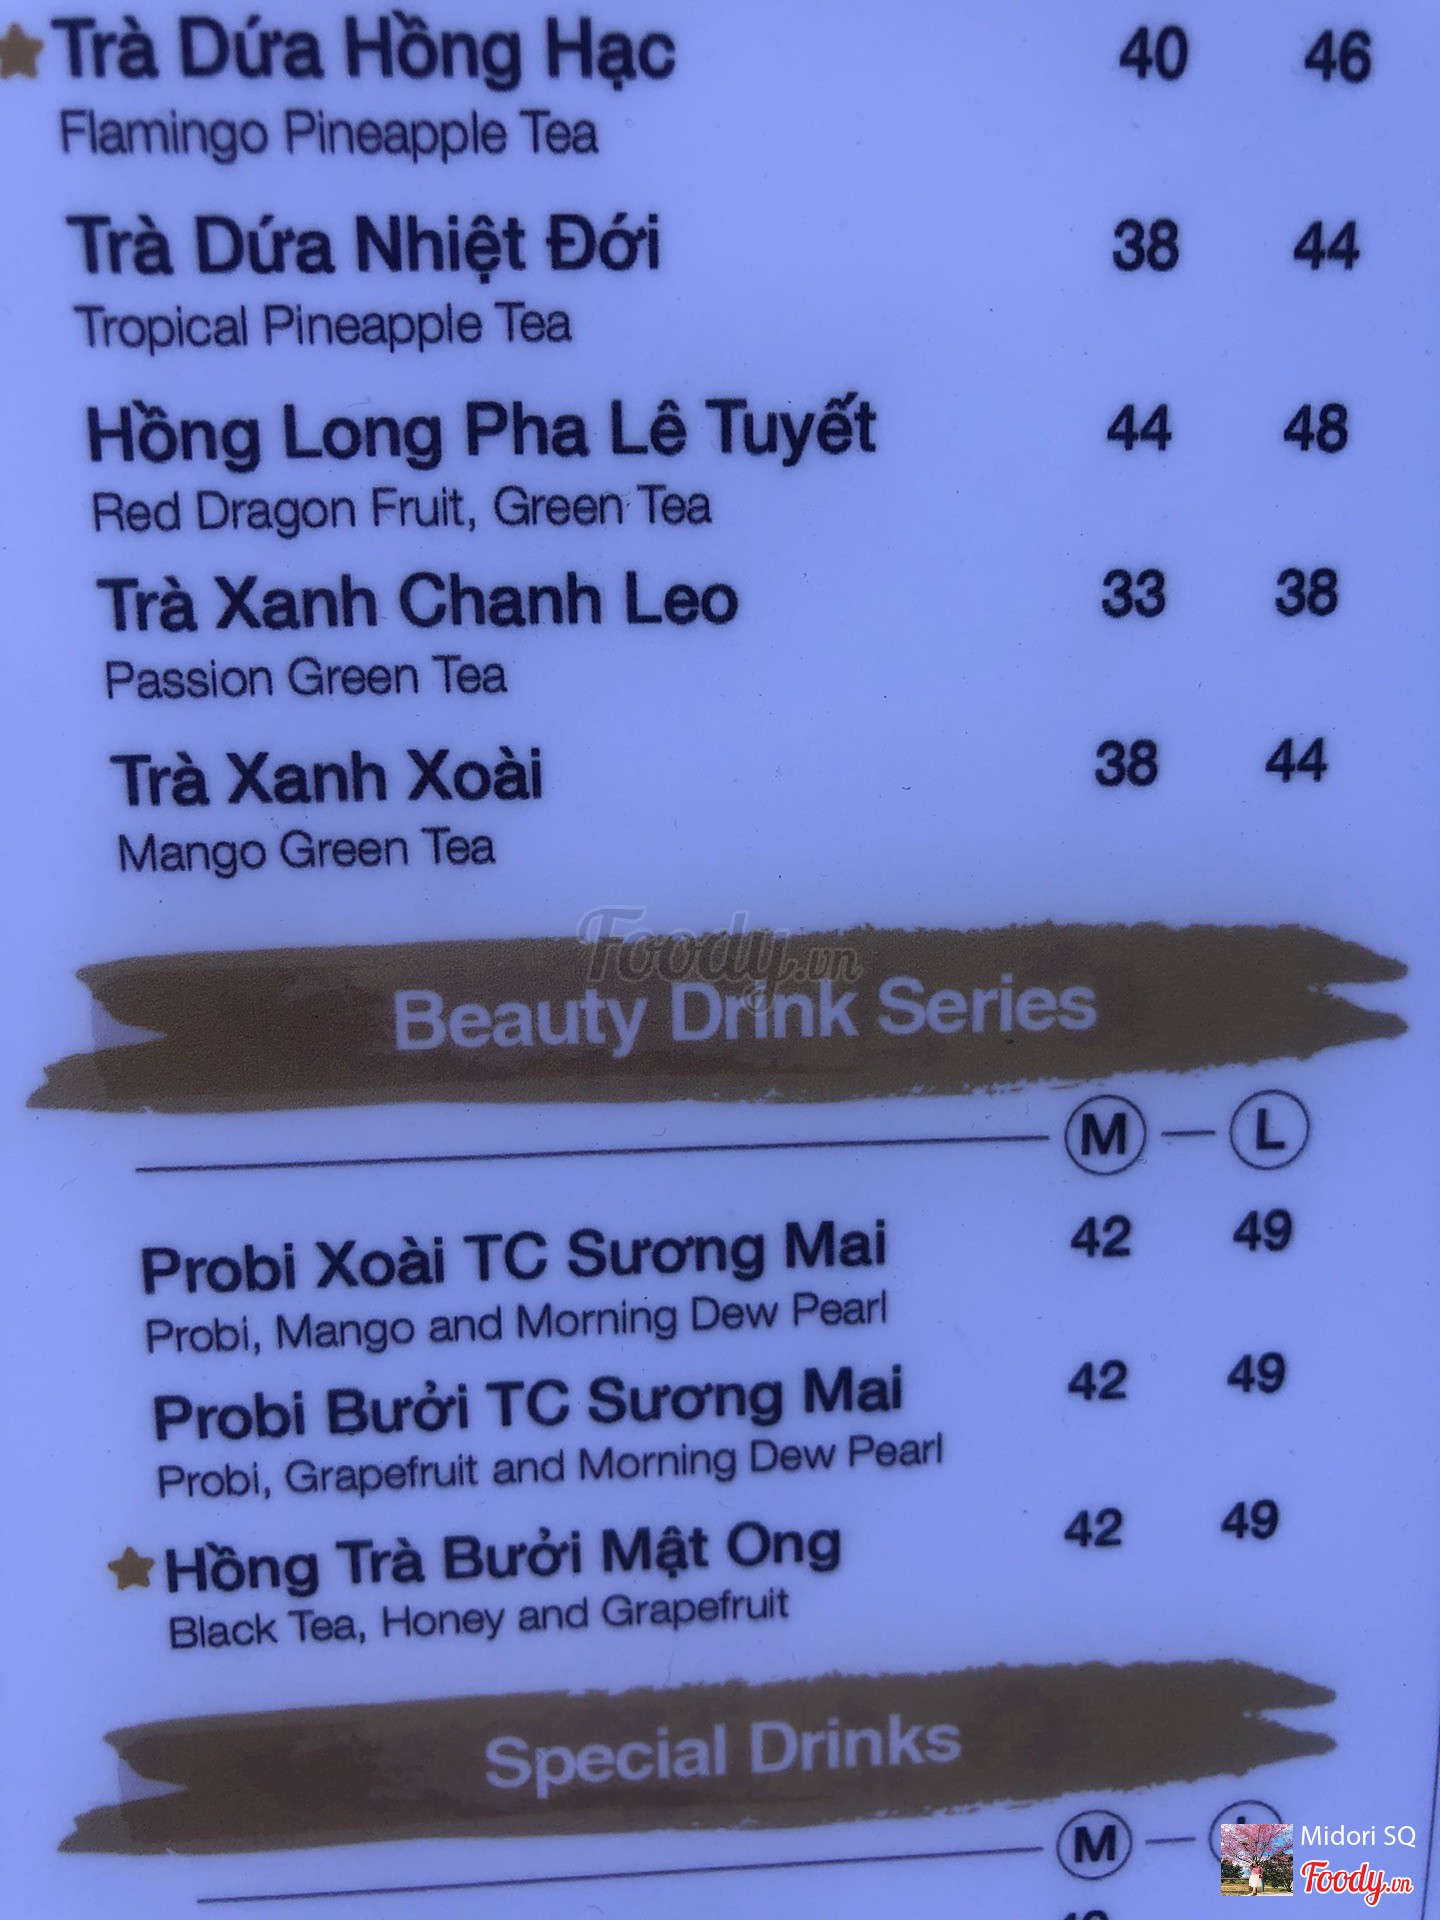 Trà Dứa Hồng Hạc 40 46
Flamingo Pineapple Tea
Trà Dứa Nhiệt Đới 38 44
Tropical Pineapple Tea
Hồng Long Pha Lê Tuyết 44 48
Red Dragon Fruit, Green Tea
Trà Xanh Chanh Leo 33 38
Passion Green Tea
Trà Xanh Xoài 38 44
Mango Green Tea
Foody.vn
Beauty Drink Series
M L
Probi Xoài TC Sương Mai 42 49
Probi, Mango and Morning Dew Pearl
Probi Bưởi TC Sương Mai 42 49
Probi, Grapefruit and Morning Dew Pearl
Hồng Trà Bưởi Mật Ong 42 49
Black Tea, Honey and Grapefruit
Special Drinks
M
Midori SQ
Foody.vn